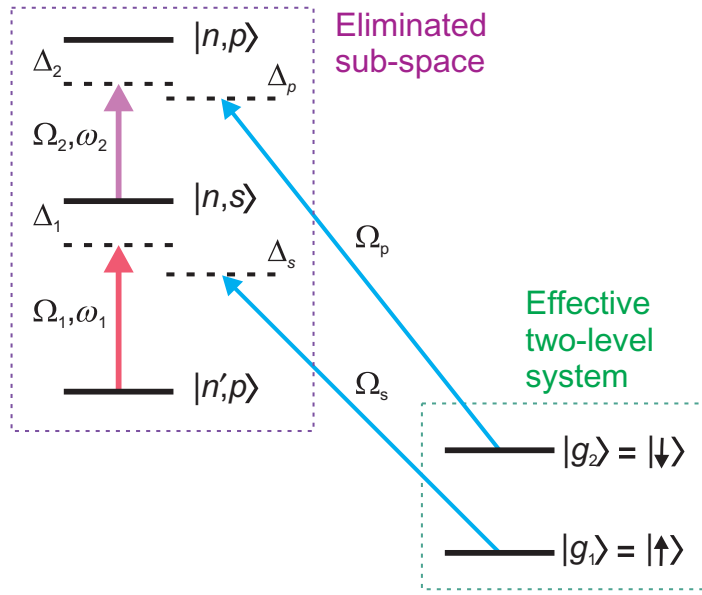 Eliminated
sub-space
|n,p⟩
Δ₂
Δₚ
Ω₂,ω₂
|n,s⟩
Δ₁
Δₛ
Ωₚ
Ω₁,ω₁
Effective
two-level
system
Ωₛ
|n′,p⟩
|g₂⟩ = |↓⟩
|g₁⟩ = |↑⟩